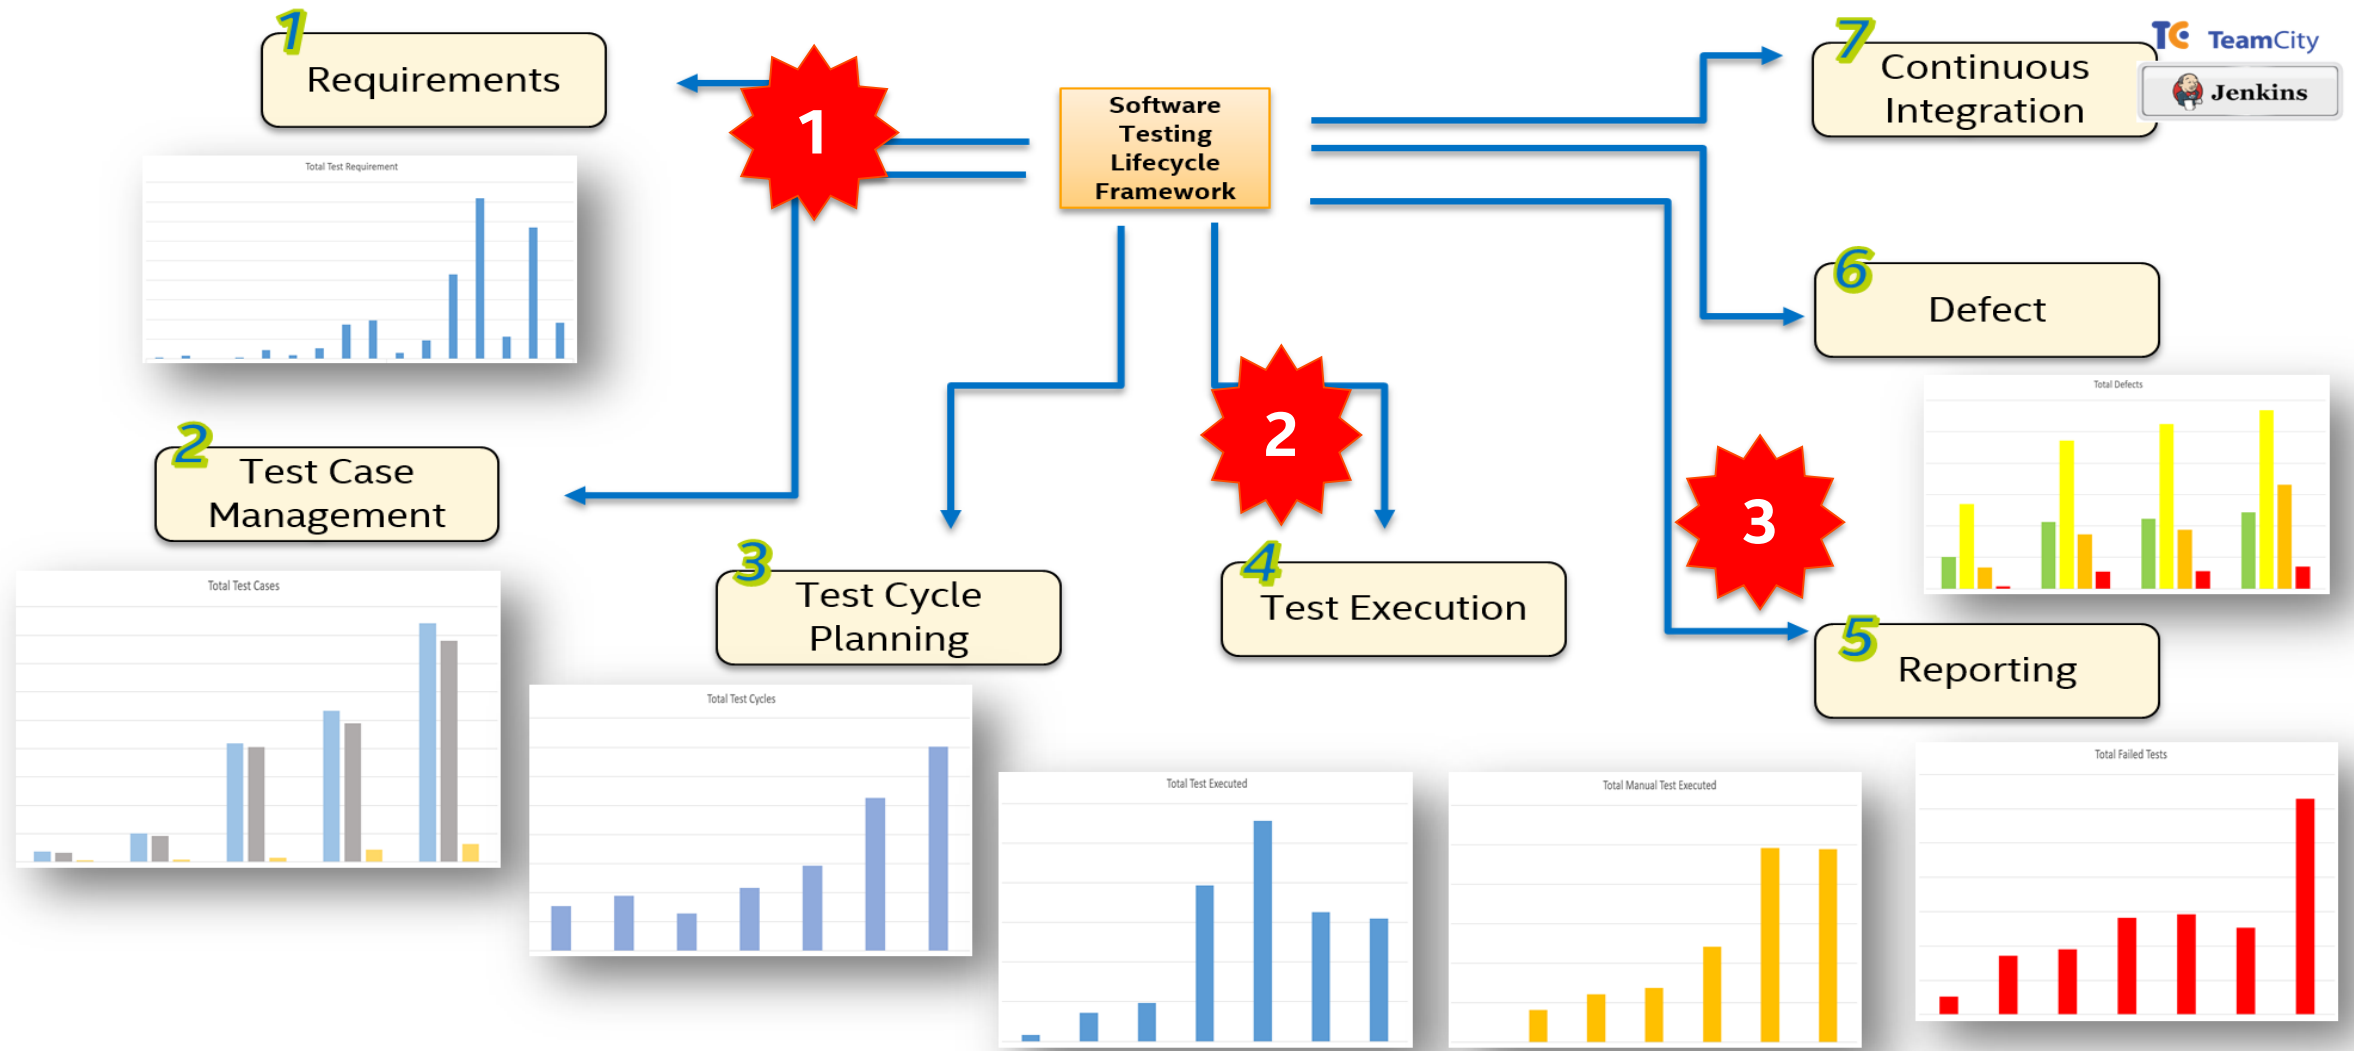 1
Requirements
Total Test Requirement
1
Software
Testing
Lifecycle
Framework
7
Continuous
Integration
TC TeamCity
Jenkins
6
Defect
Total Defects
2
Test Case
Management
Total Test Cases
3
Test Cycle
Planning
Total Test Cycles
2
4
Test Execution
Total Test Executed
Total Manual Test Executed
3
5
Reporting
Total Failed Tests